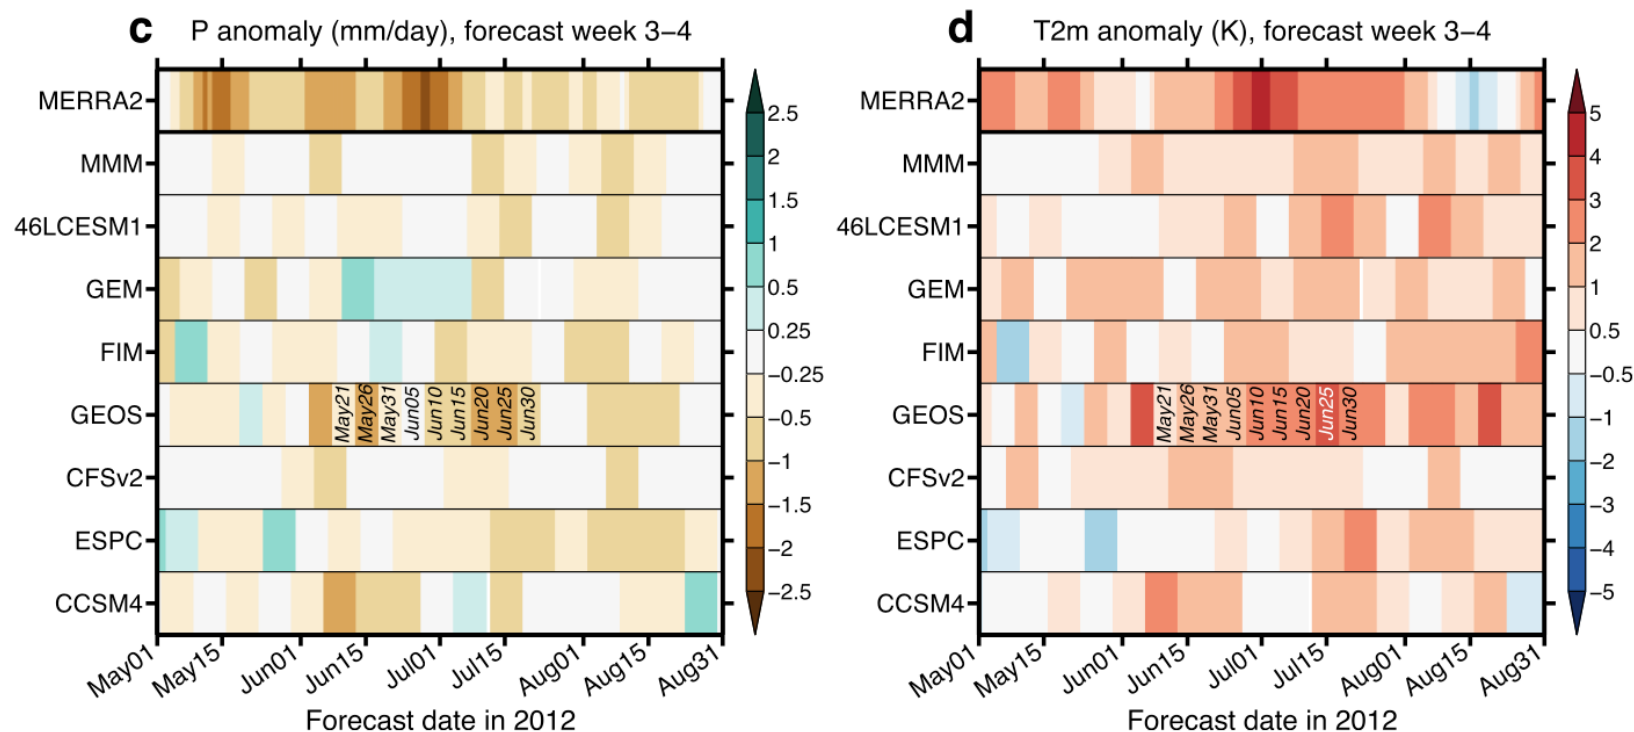 c P anomaly (mm/day), forecast week 3–4
MERRA2
MMM
46LCESM1
GEM
FIM
GEOS
CFSv2
ESPC
CCSM4
May21
May26
May31
Jun05
Jun10
Jun15
Jun20
Jun25
Jun30
2.5
2
1.5
1
0.5
0.25
−0.25
−0.5
−1
−1.5
−2
−2.5
May01
May15
Jun01
Jun15
Jul01
Jul15
Aug01
Aug15
Aug31
Forecast date in 2012
d T2m anomaly (K), forecast week 3–4
MERRA2
MMM
46LCESM1
GEM
FIM
GEOS
CFSv2
ESPC
CCSM4
May21
May26
May31
Jun05
Jun10
Jun15
Jun20
Jun25
Jun30
5
4
3
2
1
0.5
−0.5
−1
−2
−3
−4
−5
May01
May15
Jun01
Jun15
Jul01
Jul15
Aug01
Aug15
Aug31
Forecast date in 2012